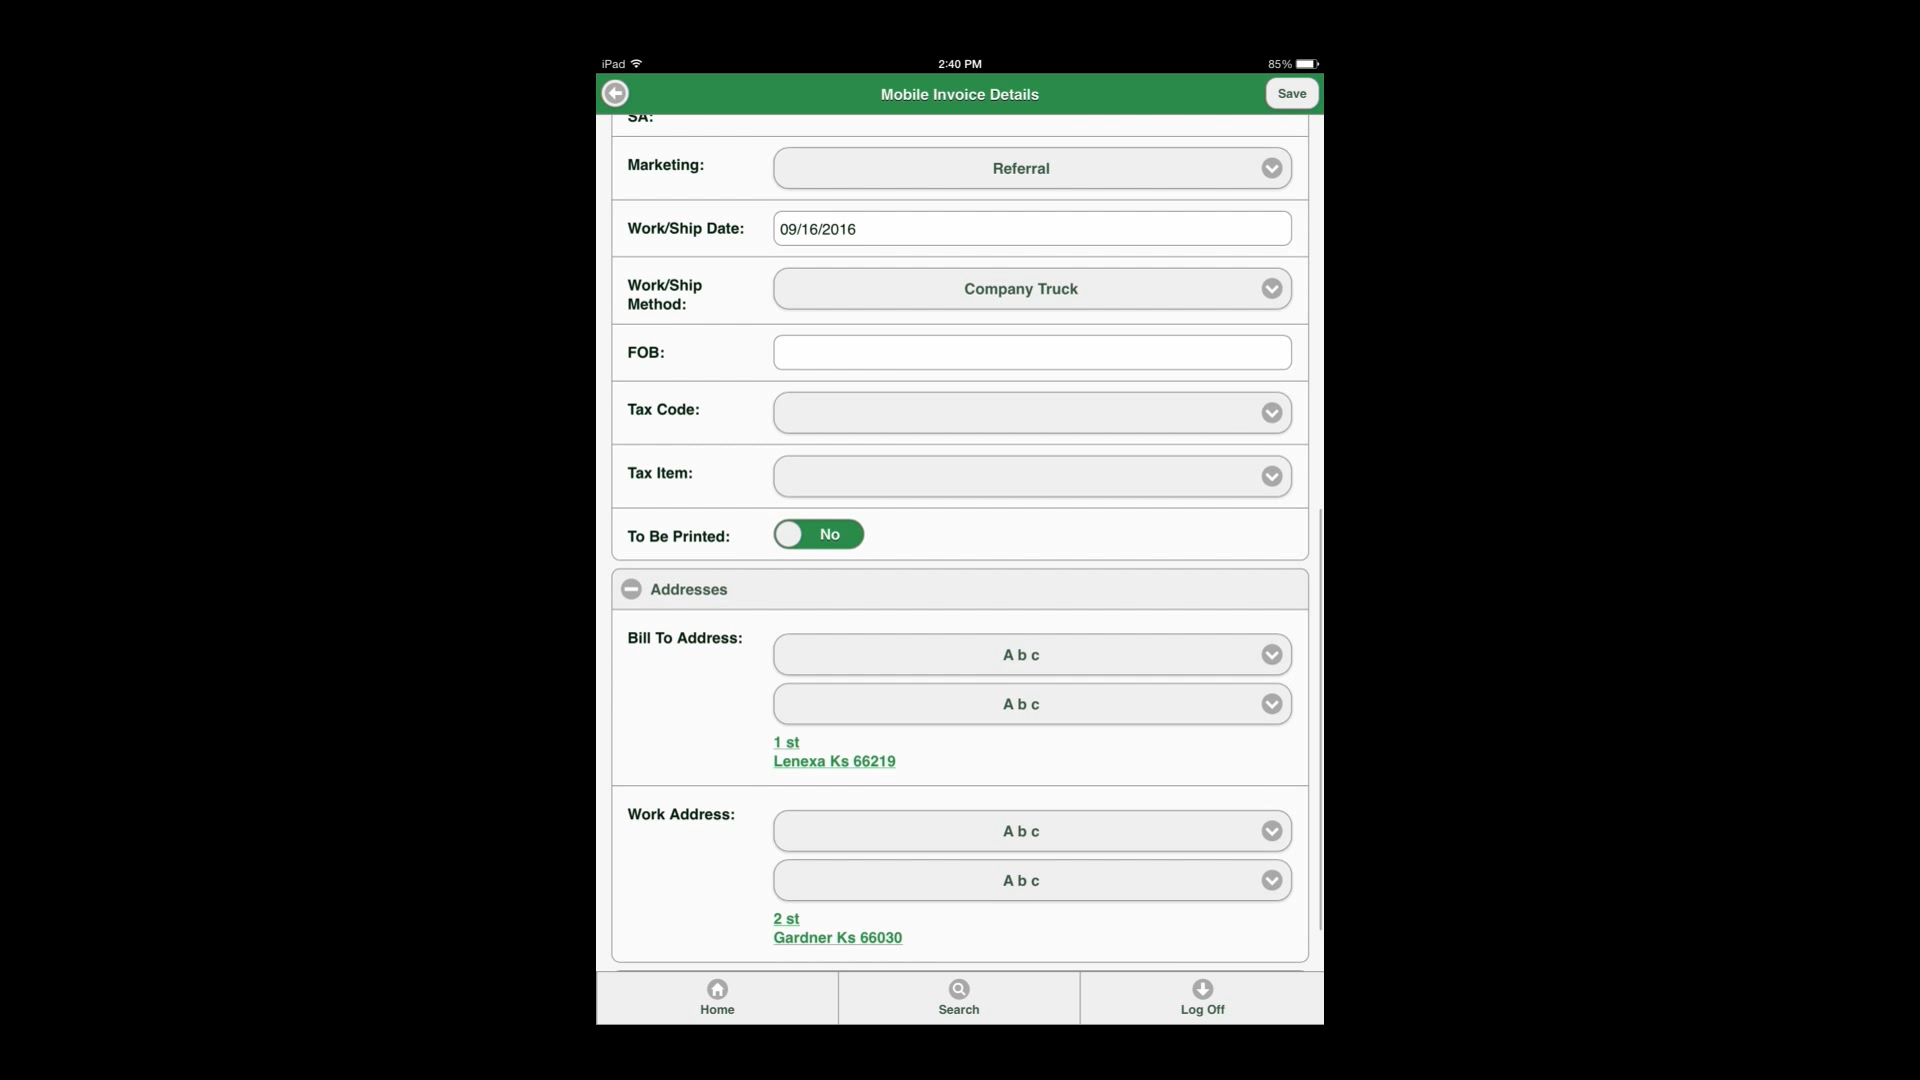 iPad
2:40 PM
85%
Mobile Invoice Details
Save
SA:
Marketing:
Referral
Work/Ship Date:
09/16/2016
Work/Ship
Method:
Company Truck
FOB:
Tax Code:
Tax Item:
To Be Printed:
No
Addresses
Bill To Address:
A b c
A b c
1 st
Lenexa Ks 66219
Work Address:
A b c
A b c
2 st
Gardner Ks 66030
Home
Search
Log Off